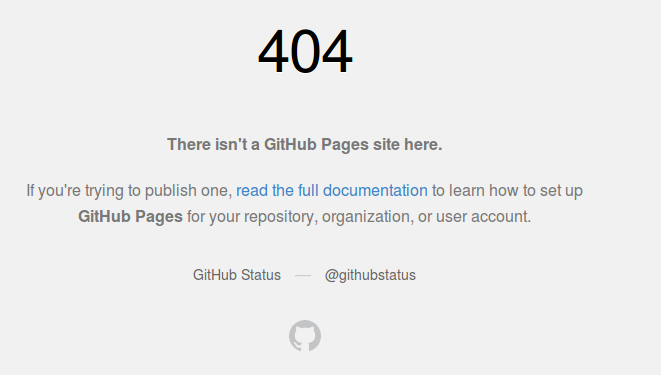 404
There isn't a GitHub Pages site here.
If you're trying to publish one, read the full documentation to learn how to set up
GitHub Pages for your repository, organization, or user account.
GitHub Status — @githubstatus